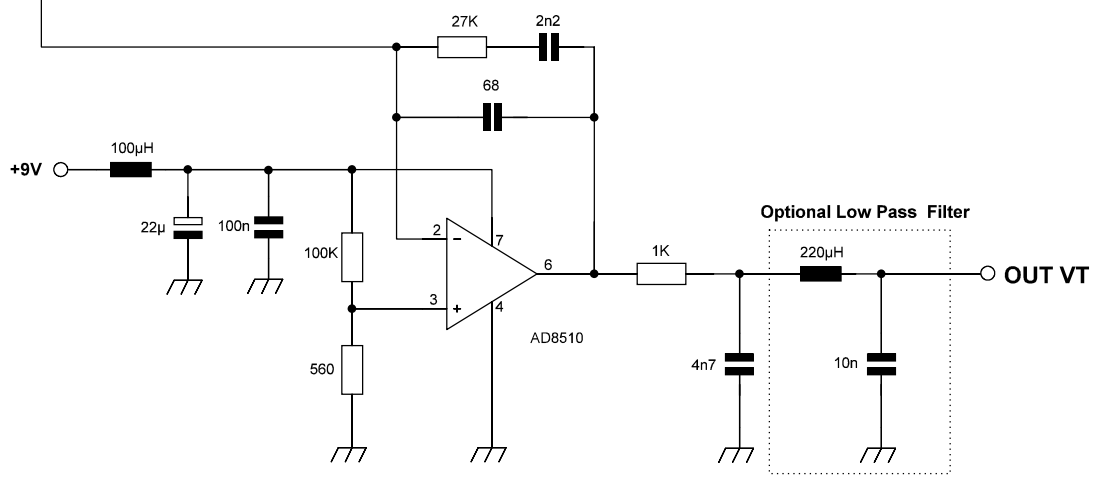 27K
2n2
68
100µH
+9V
22µ
100n
100K
560
2
-
7
3
+
4
6
AD8510
1K
4n7
Optional Low Pass Filter
220µH
10n
OUT VT